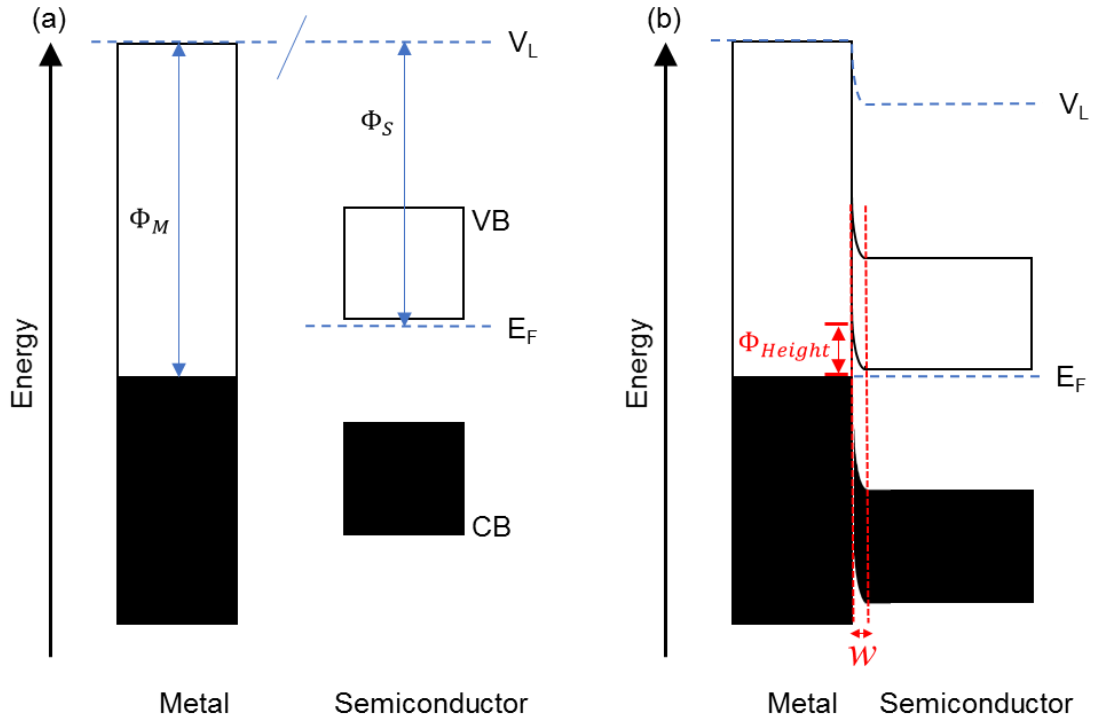 (a)
V_L
Φ_S
Φ_M
VB
E_F
CB
Energy
Metal
Semiconductor
(b)
V_L
Φ_Height
E_F
w
Energy
Metal
Semiconductor